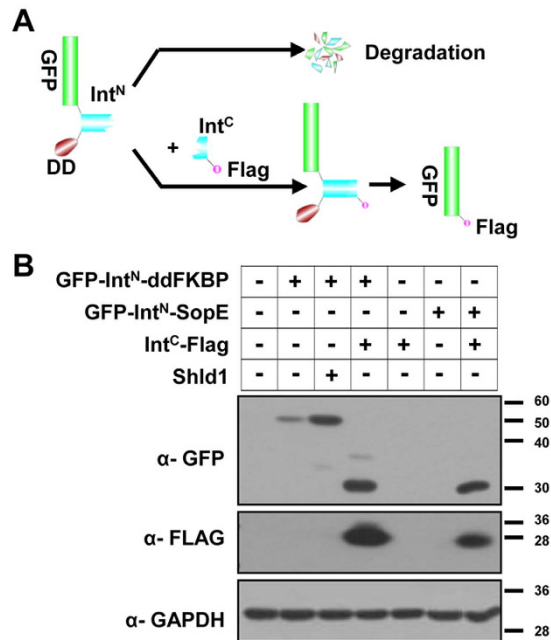 A
GFP
Int^N
DD
Degradation
+
Int^C
Flag
GFP
Flag
B
GFP-Int^N-ddFKBP - + + + - - -
GFP-Int^N-SopE - - - - - + +
Int^C-Flag - - - + + - +
Shld1 - - + - - - -
α- GFP
60
50
40
30
α- FLAG
36
28
α- GAPDH
36
28